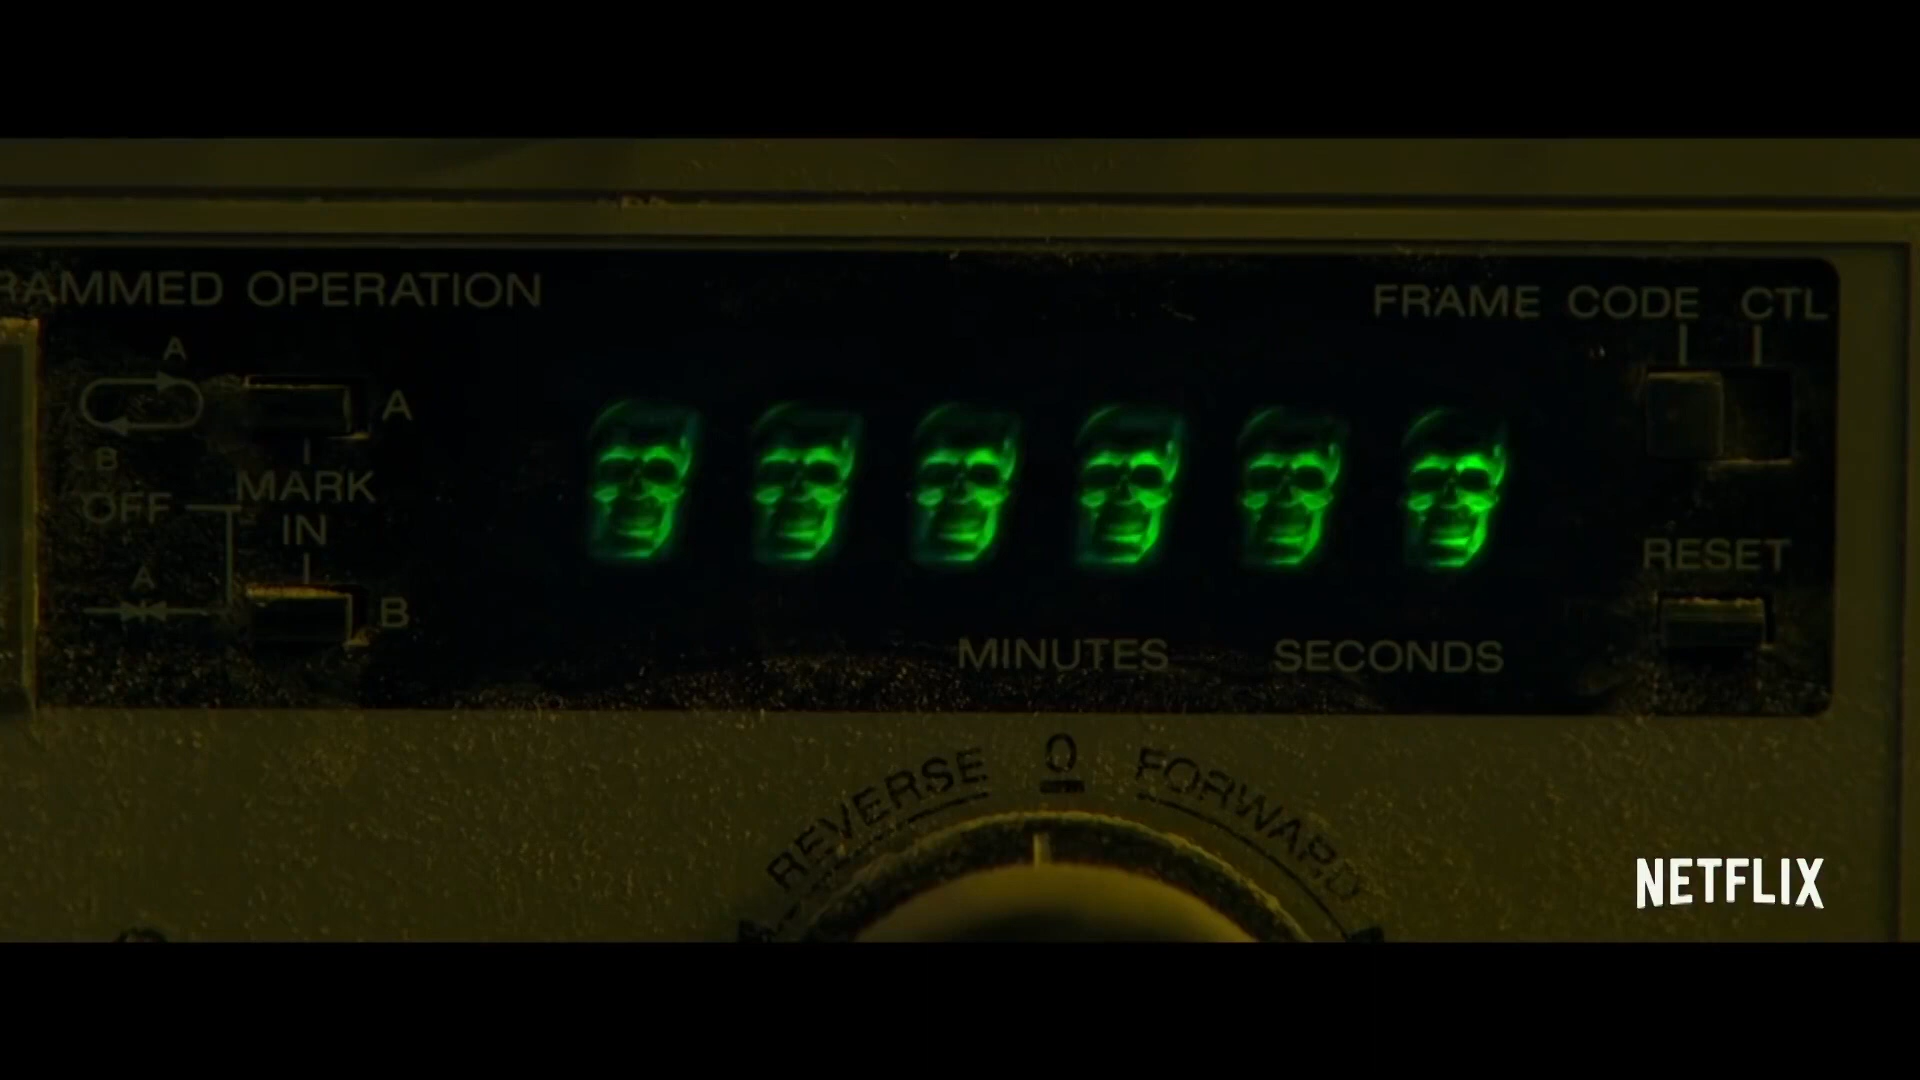 RAMMED OPERATION
FRAME CODE CTL
A
A
B
OFF
MARK
IN
A
B
RESET
MINUTES SECONDS
REVERSE 0 FORWARD
NETFLIX